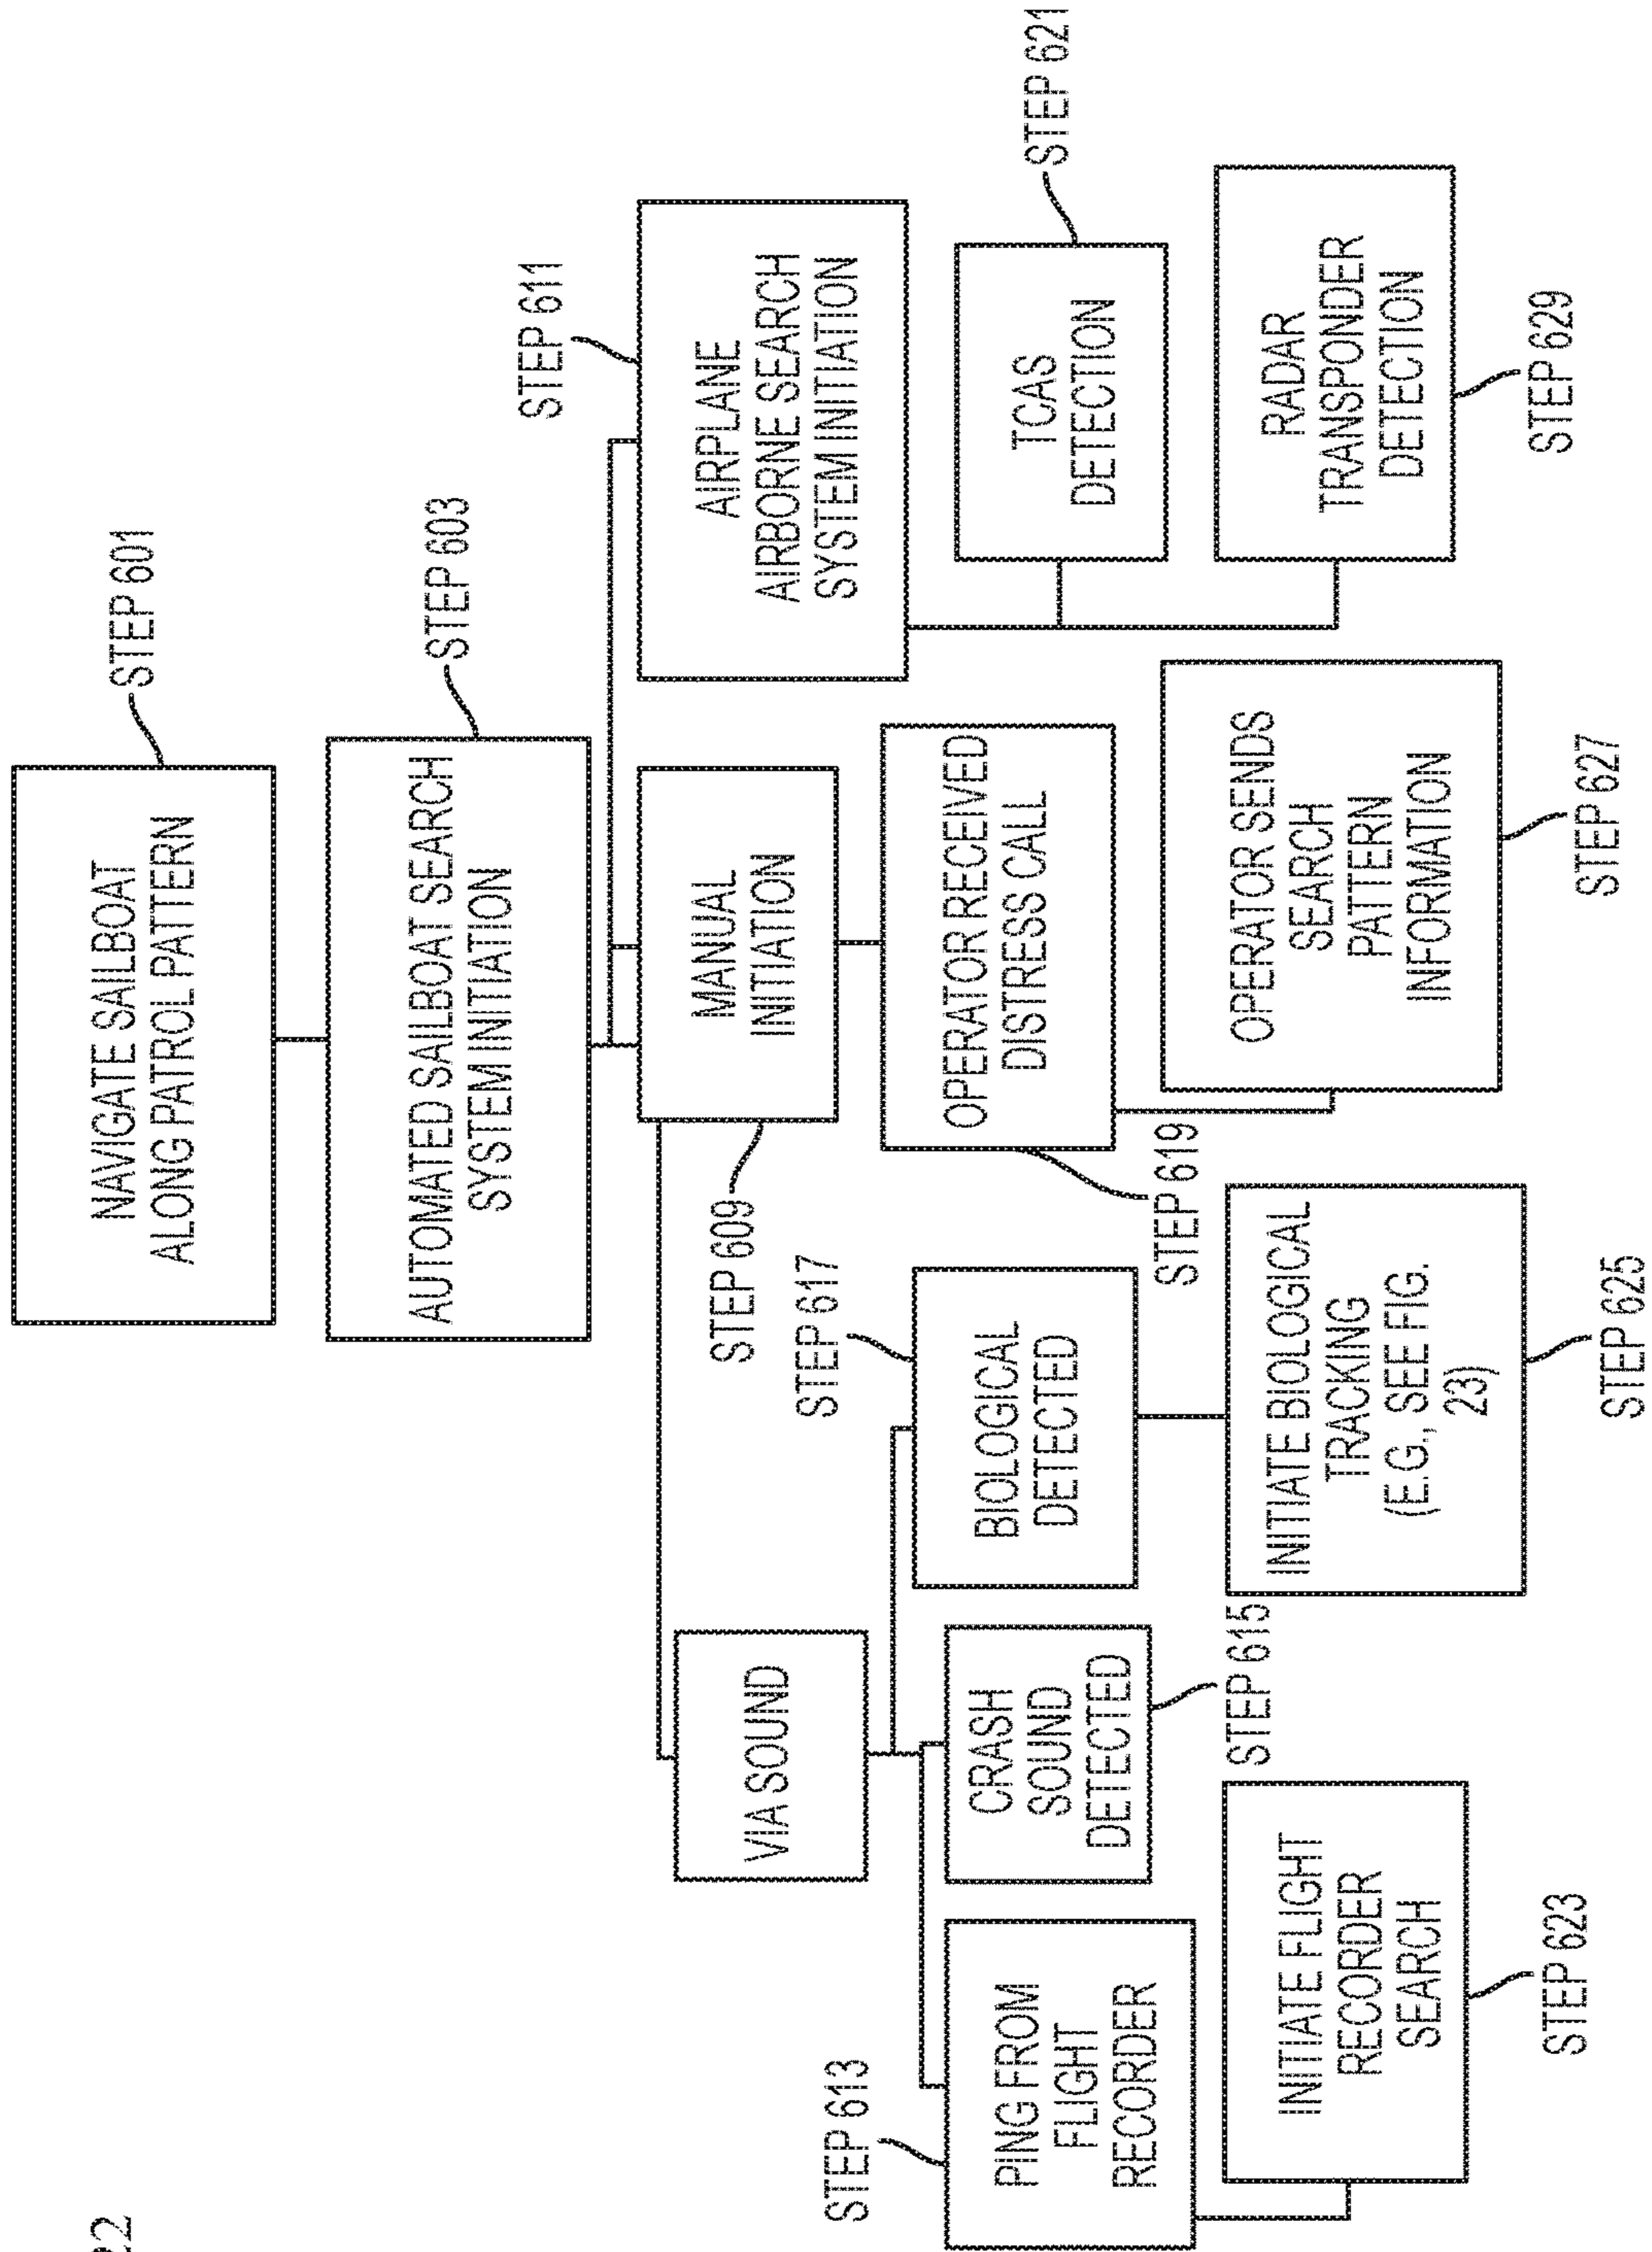 22
NAVIGATE SAILBOAT
ALONG PATROL PATTERN
STEP 601
AUTOMATED SAILBOAT SEARCH
SYSTEM INITIATION
STEP 603
VIA SOUND
MANUAL
INITIATION
STEP 609
AIRPLANE
AIRBORNE SEARCH
SYSTEM INITIATION
STEP 611
STEP 613
PING FROM
FLIGHT
RECORDER
CRASH
SOUND
DETECTED
STEP 615
STEP 617
BIOLOGICAL
DETECTED
OPERATOR RECEIVED
DISTRESS CALL
STEP 619
TCAS
DETECTION
STEP 621
INITIATE FLIGHT
RECORDER
SEARCH
STEP 623
INITIATE BIOLOGICAL
TRACKING
(E.G., SEE FIG.
23)
STEP 625
OPERATOR SENDS
SEARCH
PATTERN
INFORMATION
STEP 627
RADAR
TRANSPONDER
DETECTION
STEP 629